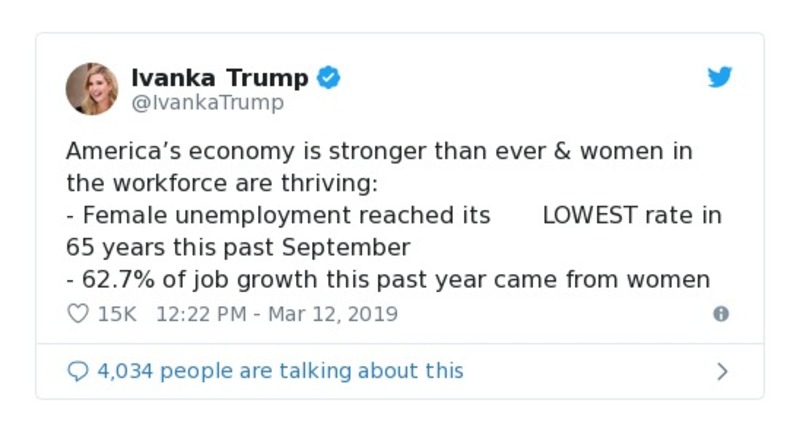 Ivanka Trump
@IvankaTrump
America’s economy is stronger than ever & women in
the workforce are thriving:
- Female unemployment reached its LOWEST rate in
65 years this past September
- 62.7% of job growth this past year came from women
15K 12:22 PM - Mar 12, 2019
4,034 people are talking about this